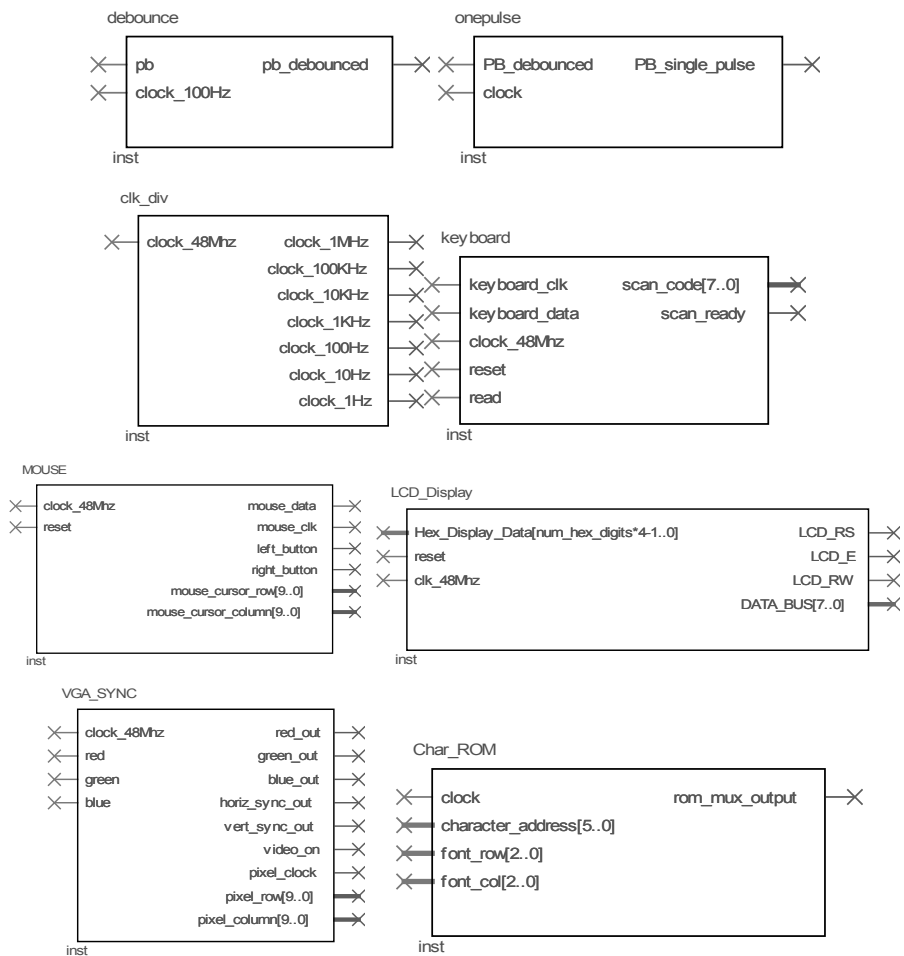 debounce
pb pb_debounced
clock_100Hz
inst
onepulse
PB_debounced PB_single_pulse
clock
inst
clk_div
clock_48Mhz clock_1MHz
clock_100KHz
clock_10KHz
clock_1KHz
clock_100Hz
clock_10Hz
clock_1Hz
inst
keyboard
keyboard_clk scan_code[7..0]
keyboard_data scan_ready
clock_48Mhz
reset
read
inst
MOUSE
clock_48Mhz mouse_data
reset mouse_clk
left_button
right_button
mouse_cursor_row[9..0]
mouse_cursor_column[9..0]
inst
LCD_Display
Hex_Display_Data[num_hex_digits*4-1..0] LCD_RS
reset LCD_E
clk_48Mhz LCD_RW
DATA_BUS[7..0]
inst
VGA_SYNC
clock_48Mhz red_out
red green_out
green blue_out
blue horiz_sync_out
vert_sync_out
video_on
pixel_clock
pixel_row[9..0]
pixel_column[9..0]
inst
Char_ROM
clock rom_mux_output
character_address[5..0]
font_row[2..0]
font_col[2..0]
inst